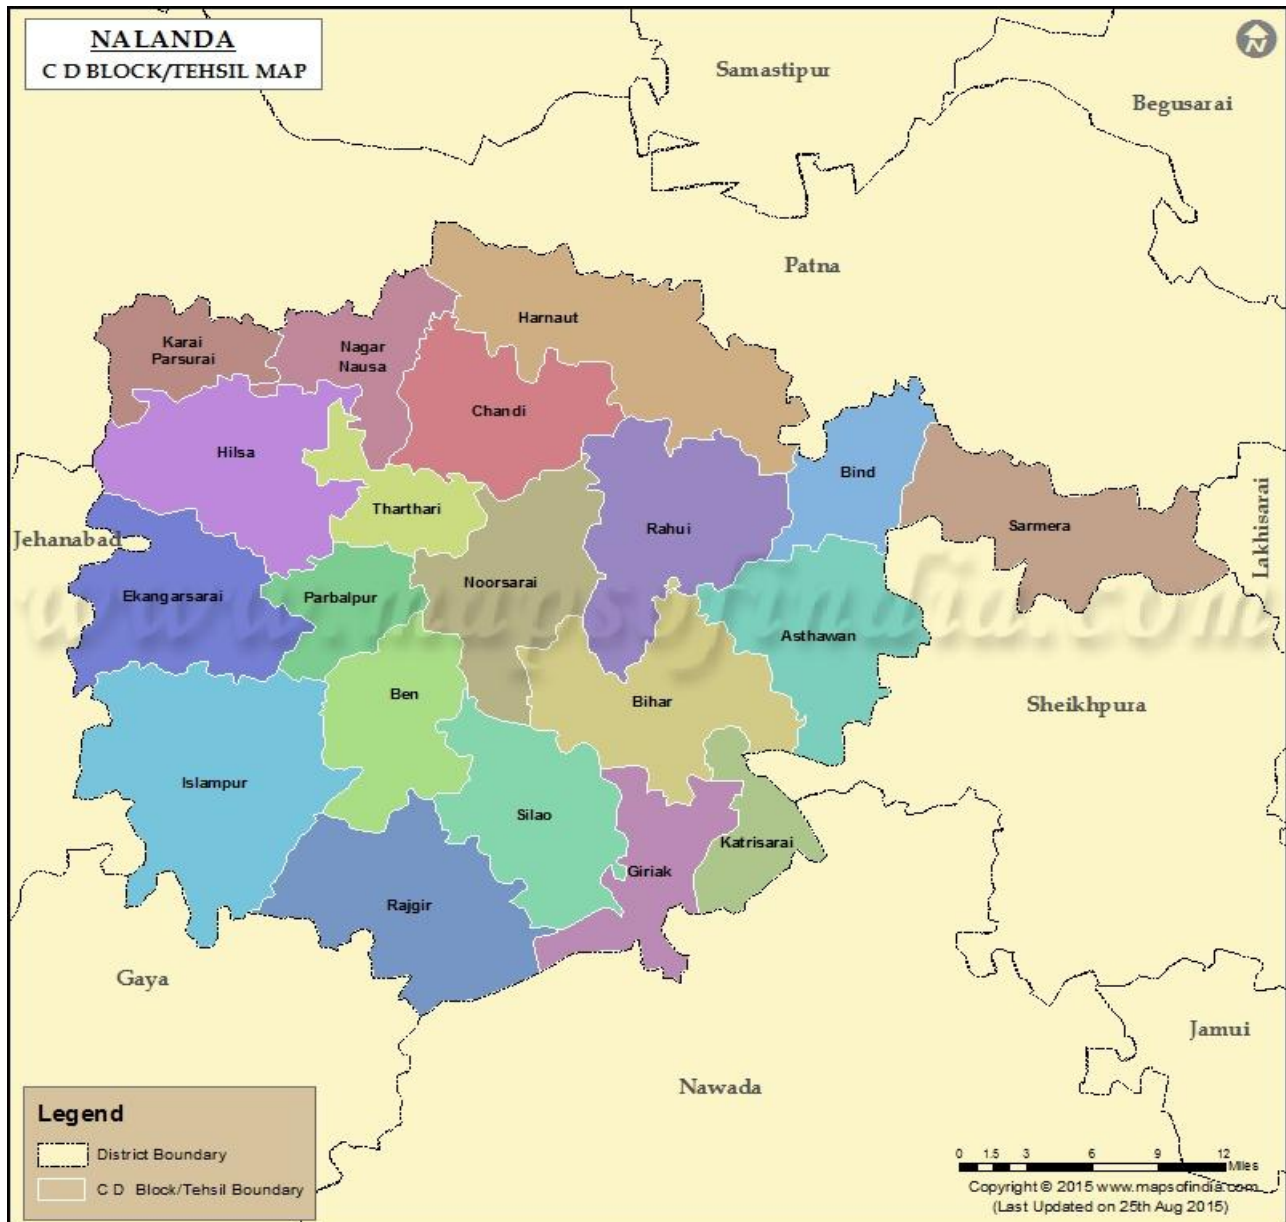 NALANDA
C D BLOCK/TEHSIL MAP
N
Samastipur
Begusarai
Patna
Harnaut
Karai
Parsurai
Nagar
Nausa
Chandi
Hilsa
Bind
Tharthari
Rahui
Sarmera
Lakhisarai
Jehanabad
Noorsarai
Ekangarsarai
Parbalpur
www.mapsofindia.com
Asthawan
Ben
Bihar
Sheikhpura
Islampur
Silao
Katrisarai
Giriak
Rajgir
Gaya
Jamui
Nawada
Legend
District Boundary
C D Block/Tehsil Boundary
0 1.5 3 6 9 12
Miles
Copyright © 2015 www.mapsofindia.com
(Last Updated on 25th Aug 2015)